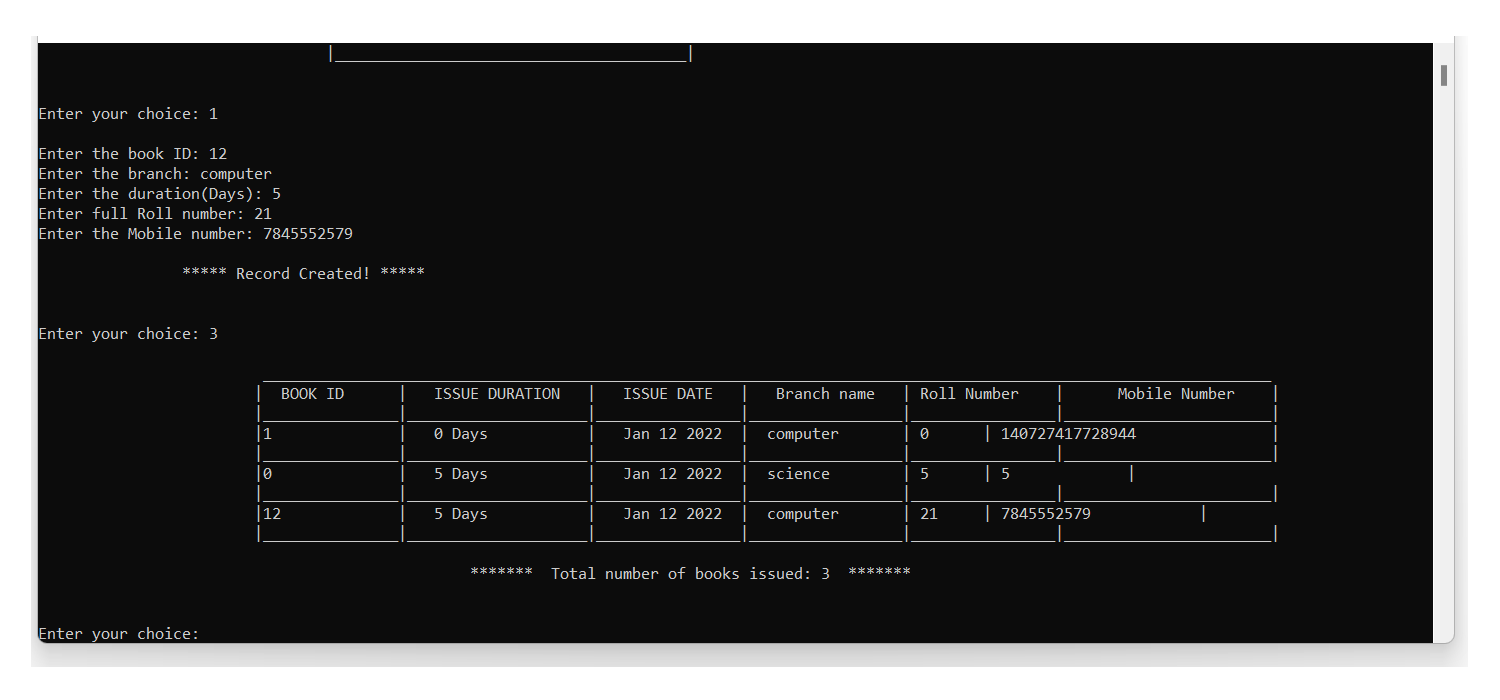 Enter your choice: 1
Enter the book ID: 12
Enter the branch: computer
Enter the duration(Days): 5
Enter full Roll number: 21
Enter the Mobile number: 7845552579
***** Record Created! *****
Enter your choice: 3
| BOOK ID | ISSUE DURATION | ISSUE DATE | Branch name | Roll Number | Mobile Number |
|1 | 0 Days | Jan 12 2022 | computer | 0 | 140727417728944 |
|0 | 5 Days | Jan 12 2022 | science | 5 | 5 |
|12 | 5 Days | Jan 12 2022 | computer | 21 | 7845552579 |
******* Total number of books issued: 3 *******
Enter your choice: